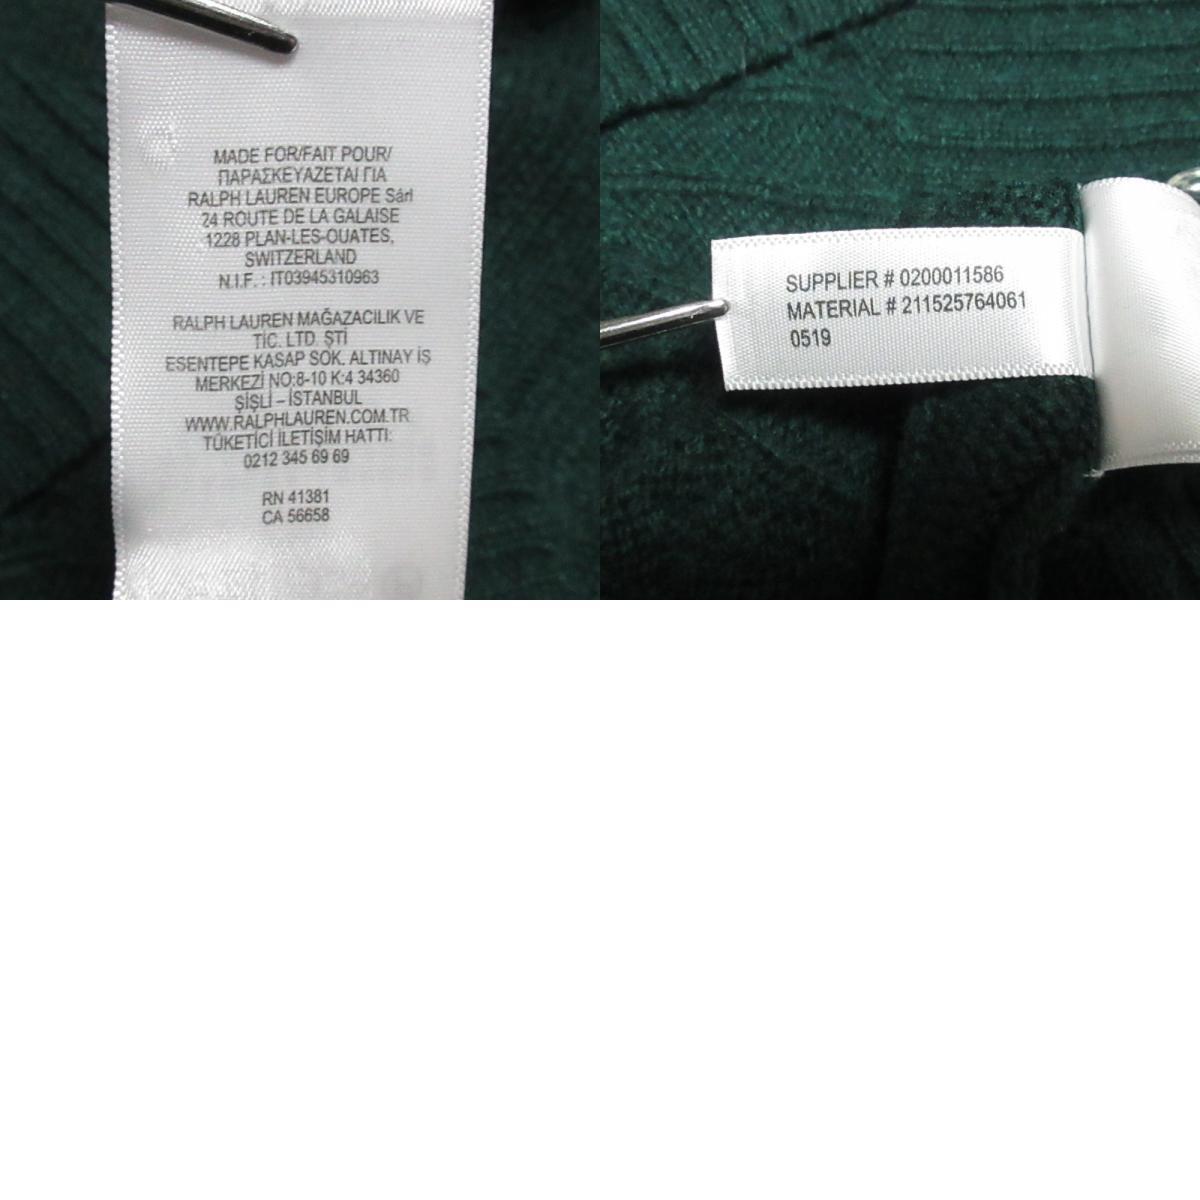 MADE FOR/FAIT POUR/
ΠΑΡΑΣΚΕΥΑΖΕΤΑΙ ΓΙΑ
RALPH LAUREN EUROPE Sárl
24 ROUTE DE LA GALAISE
1228 PLAN-LES-OUATES,
SWITZERLAND
N.I.F. : IT03945310963
RALPH LAUREN MAĞAZACILIK VE
TİC. LTD. ŞTİ
ESENTEPE KASAP SOK. ALTINAY İŞ
MERKEZİ NO:8-10 K:4 34360
ŞİŞLİ – İSTANBUL
WWW.RALPHLAUREN.COM.TR
TÜKETİCİ İLETİŞİM HATTI:
0212 345 69 69
RN 41381
CA 56658
SUPPLIER # 0200011586
MATERIAL # 211525764061
0519